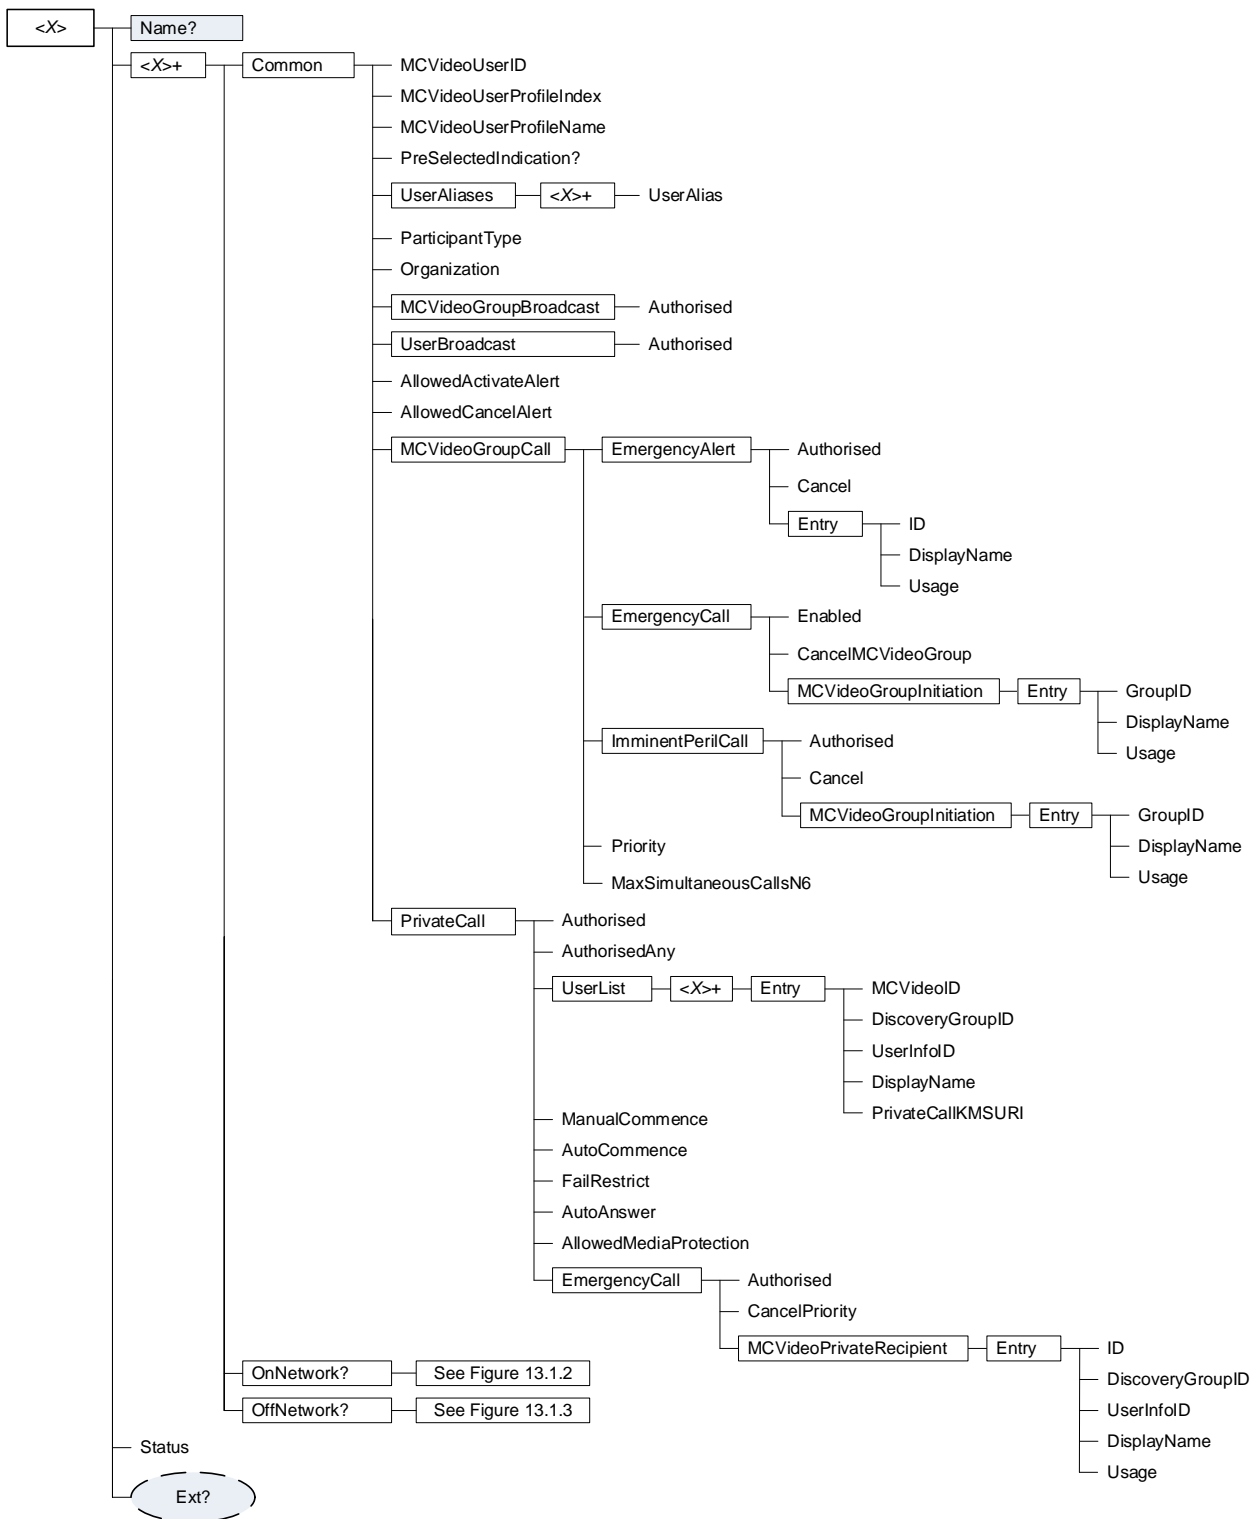 <X> Name?
<X>+ Common MCVideoUserID
MCVideoUserProfileIndex
MCVideoUserProfileName
PreSelectedIndication?
UserAliases <X>+ UserAlias
ParticipantType
Organization
MCVideoGroupBroadcast Authorised
UserBroadcast Authorised
AllowedActivateAlert
AllowedCancelAlert
MCVideoGroupCall EmergencyAlert Authorised
Cancel
Entry ID
DisplayName
Usage
EmergencyCall Enabled
CancelMCVideoGroup
MCVideoGroupInitiation Entry GroupID
DisplayName
Usage
ImminentPerilCall Authorised
Cancel
MCVideoGroupInitiation Entry GroupID
Priority DisplayName
Usage
MaxSimultaneousCallsN6
PrivateCall Authorised
AuthorisedAny
UserList <X>+ Entry MCVideoID
DiscoveryGroupID
UserInfoID
DisplayName
PrivateCallKMSURI
ManualCommence
AutoCommence
FailRestrict
AutoAnswer
AllowedMediaProtection
EmergencyCall Authorised
CancelPriority
MCVideoPrivateRecipient Entry ID
OnNetwork? See Figure 13.1.2
DiscoveryGroupID
OffNetwork? See Figure 13.1.3 UserInfoID
Status DisplayName
Usage
Ext?